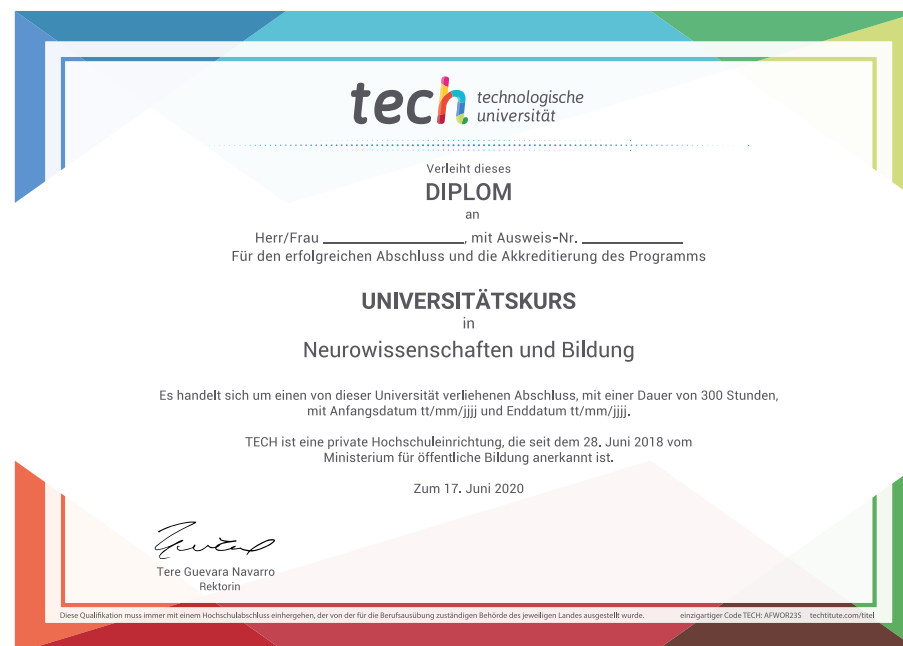 tech technologische
universität
Verleiht dieses
DIPLOM
an
Herr/Frau ____________, mit Ausweis-Nr. ____________
Für den erfolgreichen Abschluss und die Akkreditierung des Programms
UNIVERSITÄTSKURS
in
Neurowissenschaften und Bildung
Es handelt sich um einen von dieser Universität verliehenen Abschluss, mit einer Dauer von 300 Stunden,
mit Anfangsdatum tt/mm/jjjj und Enddatum tt/mm/jjjj.
TECH ist eine private Hochschuleinrichtung, die seit dem 28. Juni 2018 vom
Ministerium für öffentliche Bildung anerkannt ist.
Zum 17. Juni 2020
Tere Guevara Navarro
Rektorin
Diese Qualifikation muss immer mit einem Hochschulabschluss einhergehen, der von der für die Berufsausübung zuständigen Behörde des jeweiligen Landes ausgestellt wurde. einzigartiger Code TECH: AFWOR23S techtitute.com/titel